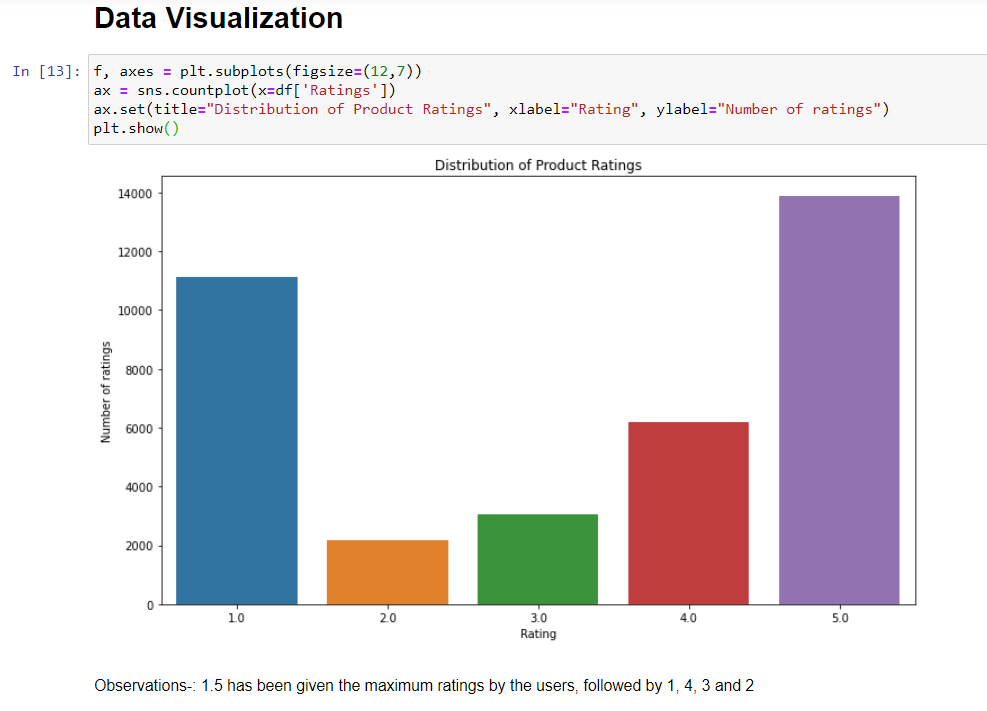 Data Visualization
In [13]: f, axes = plt.subplots(figsize=(12,7))
ax = sns.countplot(x=df['Ratings'])
ax.set(title="Distribution of Product Ratings", xlabel="Rating", ylabel="Number of ratings")
plt.show()
Distribution of Product Ratings
14000
12000
10000
8000
6000
4000
2000
0
Number of ratings
1.0 2.0 3.0 4.0 5.0
Rating
Observations-: 1.5 has been given the maximum ratings by the users, followed by 1, 4, 3 and 2